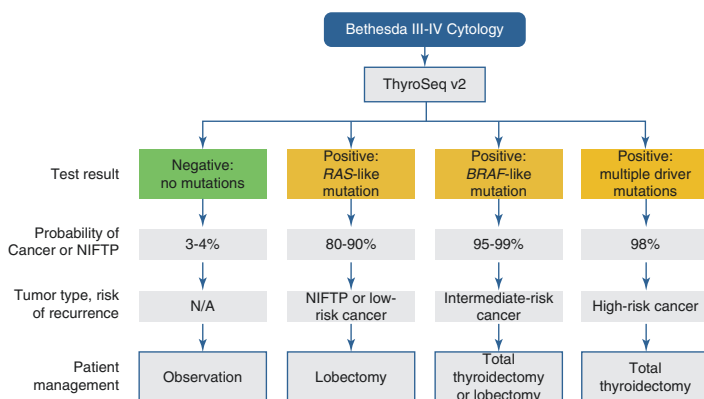 Bethesda III-IV Cytology
ThyroSeq v2
Test result
Negative:
no mutations
Positive:
RAS-like
mutation
Positive:
BRAF-like
mutation
Positive:
multiple driver
mutations
Probability of
Cancer or NIFTP
3-4%
80-90%
95-99%
98%
Tumor type, risk
of recurrence
N/A
NIFTP or low-
risk cancer
Intermediate-risk
cancer
High-risk cancer
Patient
management
Observation
Lobectomy
Total
thyroidectomy
or lobectomy
Total
thyroidectomy